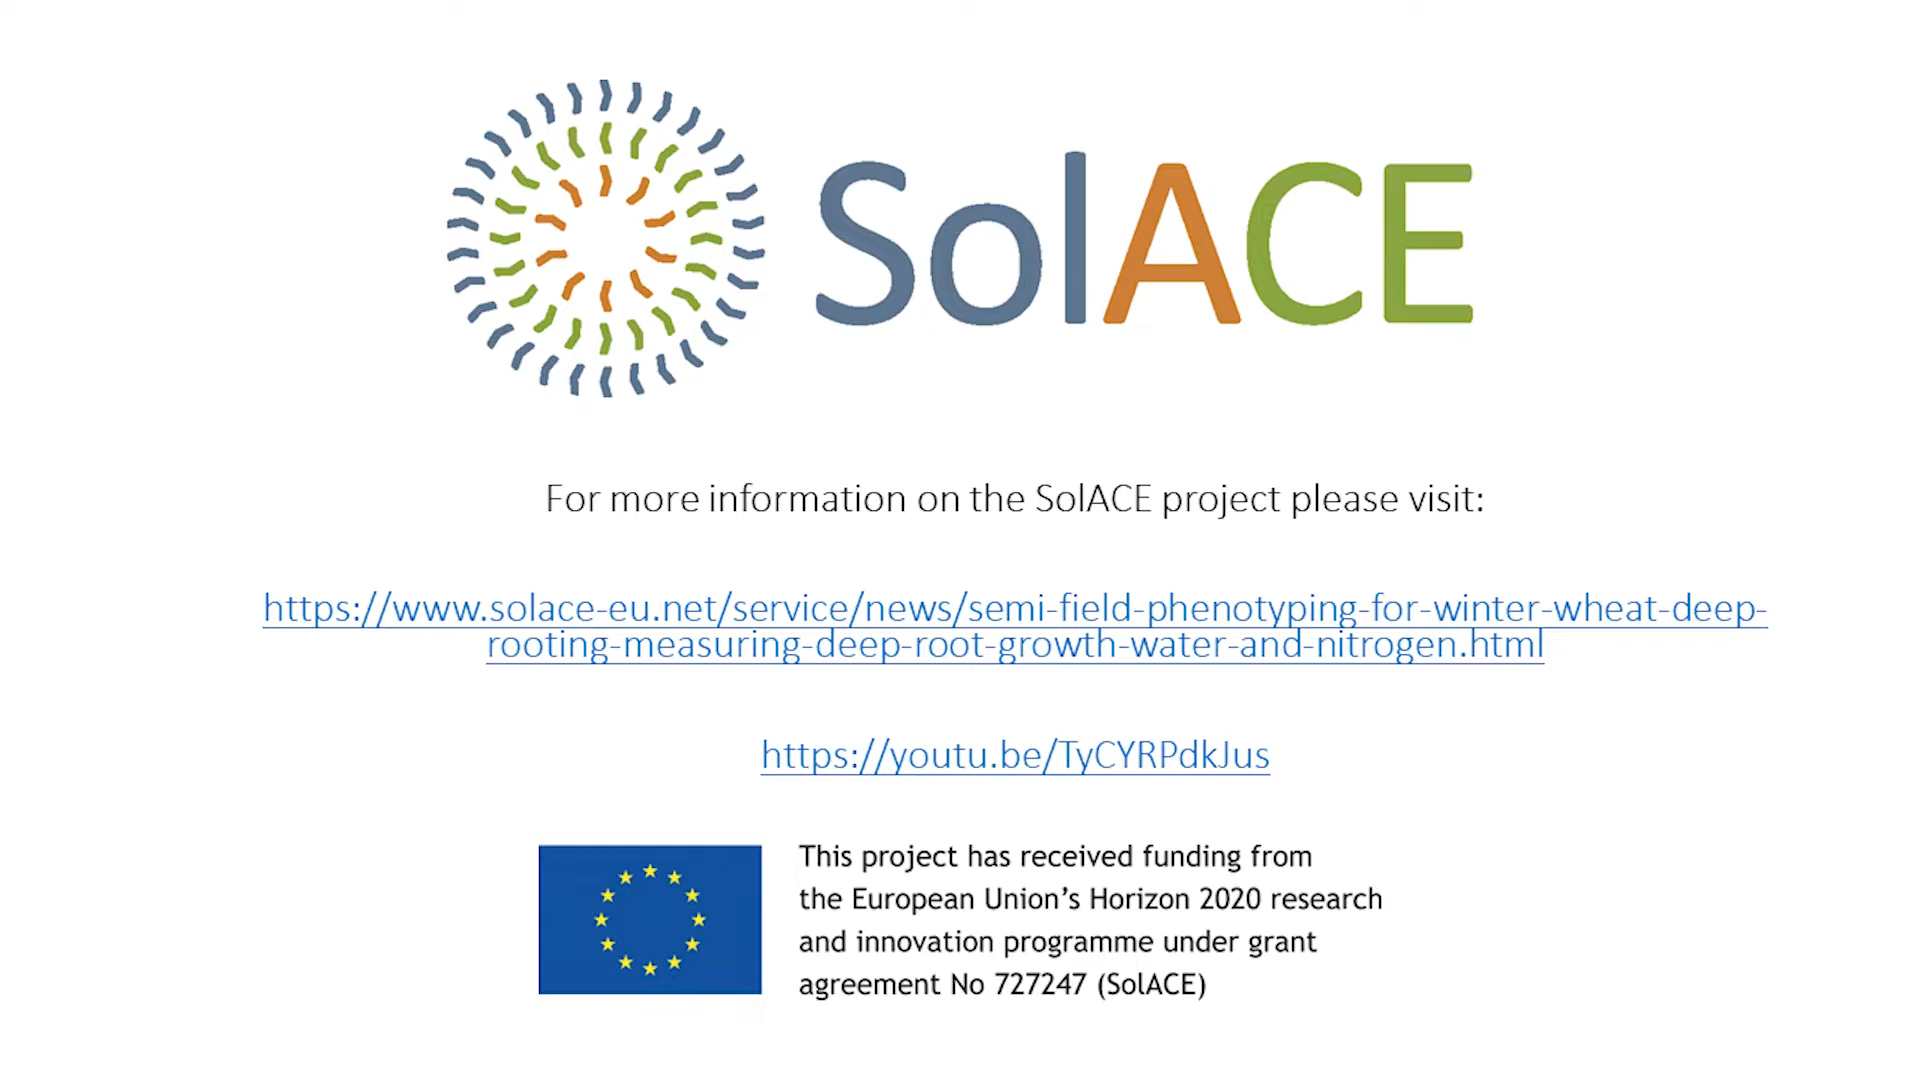 SolACE
For more information on the SolACE project please visit:
https://www.solace-eu.net/service/news/semi-field-phenotyping-for-winter-wheat-deep-
rooting-measuring-deep-root-growth-water-and-nitrogen.html
https://youtu.be/TyCYRPdkJus
This project has received funding from
the European Union’s Horizon 2020 research
and innovation programme under grant
agreement No 727247 (SolACE)